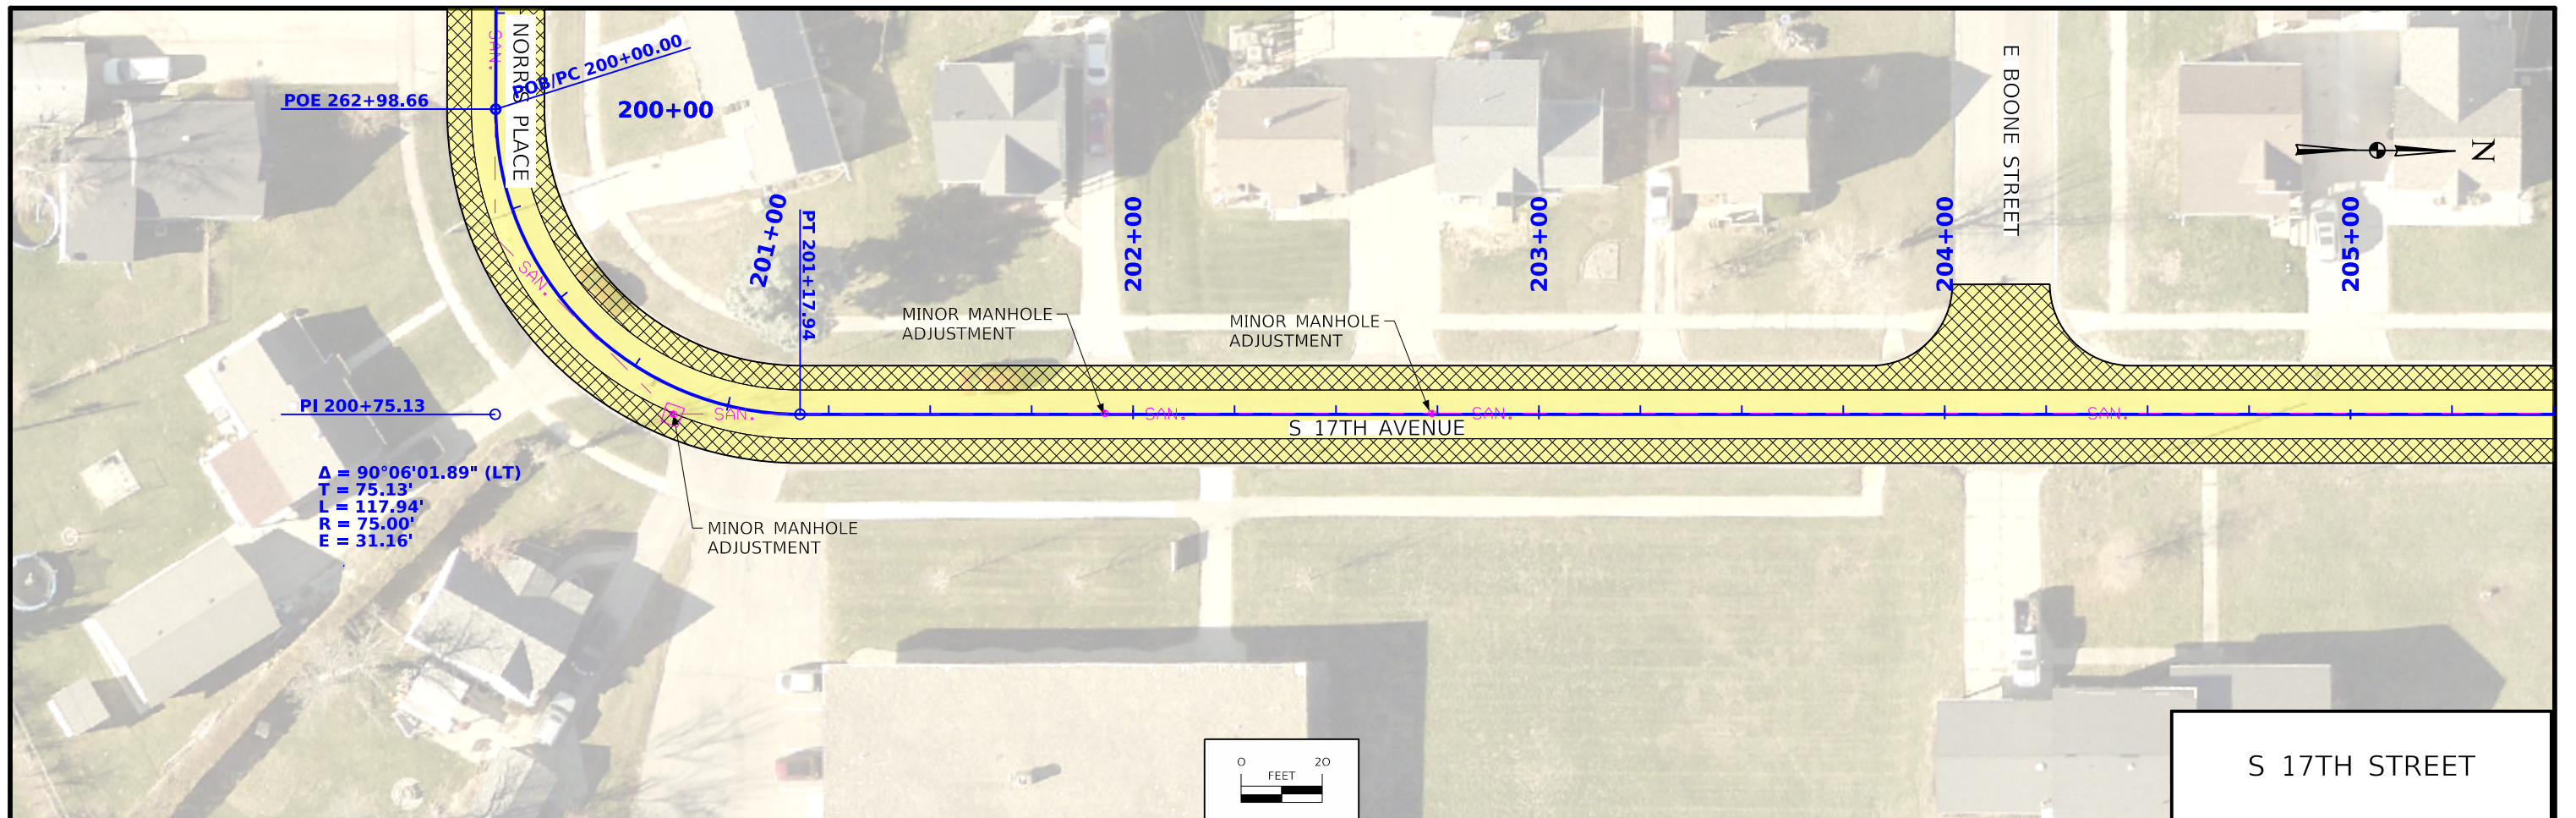 SAN.
NORRIS PLACE
POB/PC 200+00.00
POE 262+98.66
200+00
E BOONE STREET
N
201+00
PT 201+17.94
202+00
203+00
204+00
205+00
SAN.
MINOR MANHOLE
ADJUSTMENT
MINOR MANHOLE
ADJUSTMENT
PI 200+75.13
SAN.
SAN.
SAN.
SAN.
S 17TH AVENUE
Δ = 90°06'01.89" (LT)
T = 75.13'
L = 117.94'
R = 75.00'
E = 31.16'
MINOR MANHOLE
ADJUSTMENT
0 20
FEET
S 17TH STREET